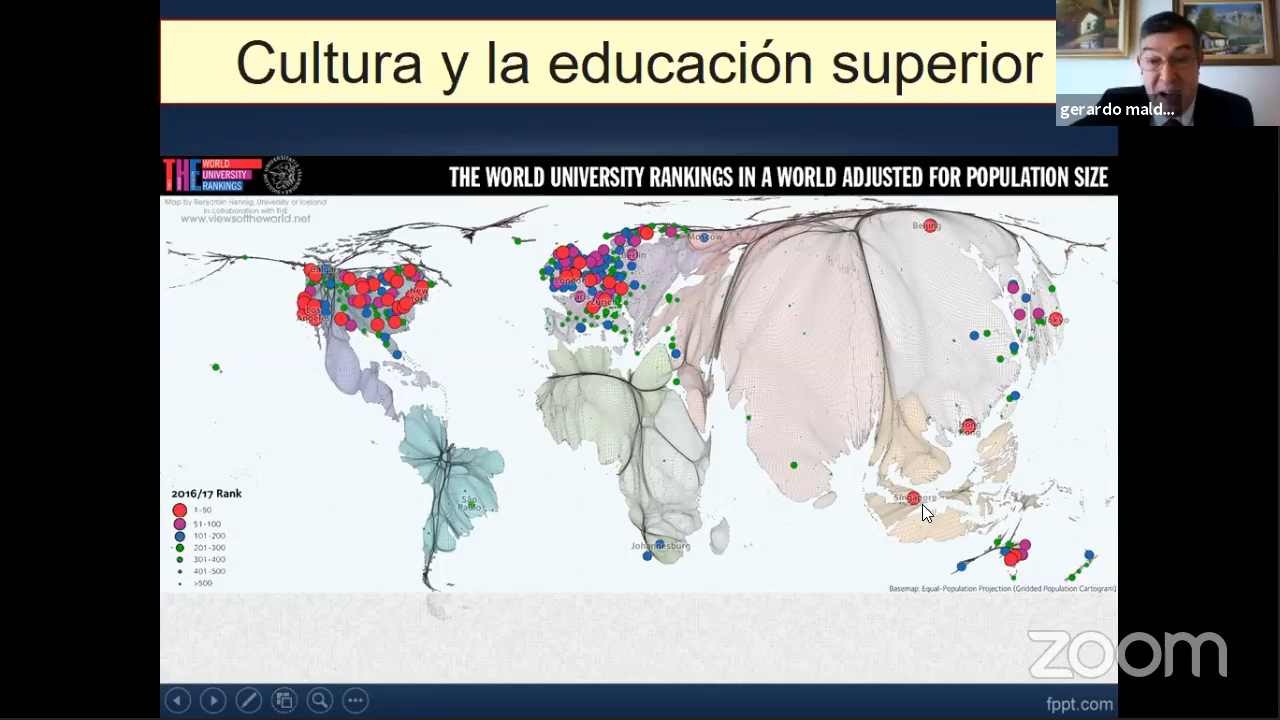 Cultura y la educación superior
gerardo mald...
THE
WORLD
UNIVERSITY
RANKINGS
THE WORLD UNIVERSITY RANKINGS IN A WORLD ADJUSTED FOR POPULATION SIZE
Map by Benjamin Hennig, University of Iceland
in collaboration with THE
www.viewsoftheworld.net
Calgary
Los
Angeles
New
York
London
Paris
Zurich
Berlin
Moscow
Beijing
Tokyo
Hong
Kong
Singapore
São
Paulo
Johannesburg
2016/17 Rank
1-50
51-100
101-200
201-300
301-400
401-500
>500
Basemap: Equal-Population Projection (Gridded Population Cartogram)
zoom
fppt.com